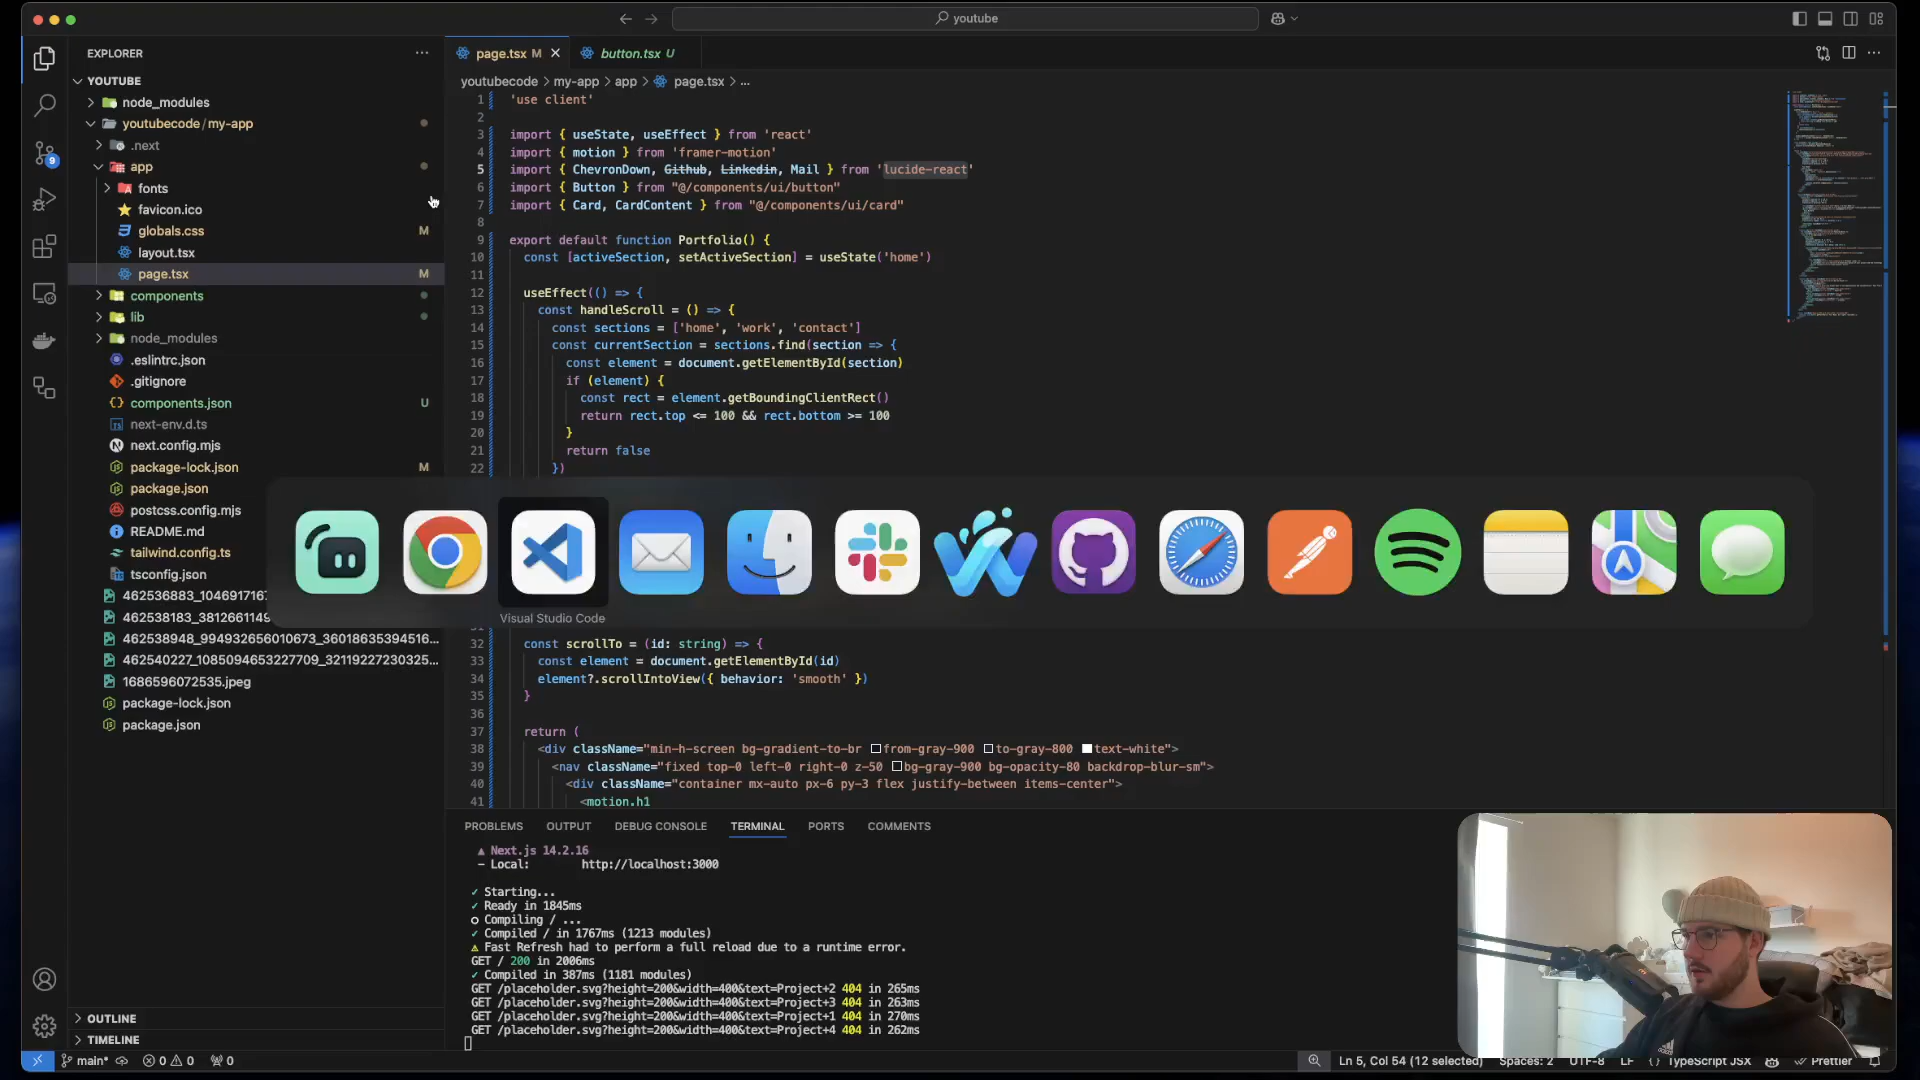 youtube
EXPLORER
YOUTUBE
node_modules
youtubecode / my-app
.next
app
fonts
favicon.ico
globals.css M
layout.tsx
page.tsx M
components
lib
node_modules
.eslintrc.json
.gitignore
components.json U
next-env.d.ts
next.config.mjs
package-lock.json M
package.json
postcss.config.mjs
README.md
tailwind.config.ts
tsconfig.json
462538948_994932656010673_36018635394516...
462540227_1085094653227709_32119227230325...
1686596072535.jpeg
package-lock.json
package.json
OUTLINE
TIMELINE
page.tsx M
button.tsx U
youtubecode > my-app > app > page.tsx > ...
1 'use client'
2
3 import { useState, useEffect } from 'react'
4 import { motion } from 'framer-motion'
5 import { ChevronDown, Github, Linkedin, Mail } from 'lucide-react'
6 import { Button } from "@/components/ui/button"
7 import { Card, CardContent } from "@/components/ui/card"
8
9 export default function Portfolio() {
10 const [activeSection, setActiveSection] = useState('home')
11
12 useEffect(() => {
13 const handleScroll = () => {
14 const sections = ['home', 'work', 'contact']
15 const currentSection = sections.find(section => {
16 const element = document.getElementById(section)
17 if (element) {
18 const rect = element.getBoundingClientRect()
19 return rect.top <= 100 && rect.bottom >= 100
20 }
21 return false
22 })
Visual Studio Code
32 const scrollTo = (id: string) => {
33 const element = document.getElementById(id)
34 element?.scrollIntoView({ behavior: 'smooth' })
35 }
36
37 return (
38 <div className="min-h-screen bg-gradient-to-br from-gray-900 to-gray-800 text-white">
39 <nav className="fixed top-0 left-0 right-0 z-50 bg-gray-900 bg-opacity-80 backdrop-blur-sm">
40 <div className="container mx-auto px-6 py-3 flex justify-between items-center">
41 <motion.h1
PROBLEMS OUTPUT DEBUG CONSOLE TERMINAL PORTS COMMENTS
▲ Next.js 14.2.16
- Local: http://localhost:3000
✓ Starting...
✓ Ready in 1845ms
○ Compiling / ...
✓ Compiled / in 1767ms (1213 modules)
⚠ Fast Refresh had to perform a full reload due to a runtime error.
GET / 200 in 2006ms
✓ Compiled in 387ms (1181 modules)
GET /placeholder.svg?height=200&width=400&text=Project+2 404 in 265ms
GET /placeholder.svg?height=200&width=400&text=Project+3 404 in 263ms
GET /placeholder.svg?height=200&width=400&text=Project+1 404 in 270ms
GET /placeholder.svg?height=200&width=400&text=Project+4 404 in 262ms
9
main* 0 0 0
Ln 5, Col 54 (12 selected) Spaces: 2 UTF-8 LF {} TypeScript JSX Prettier